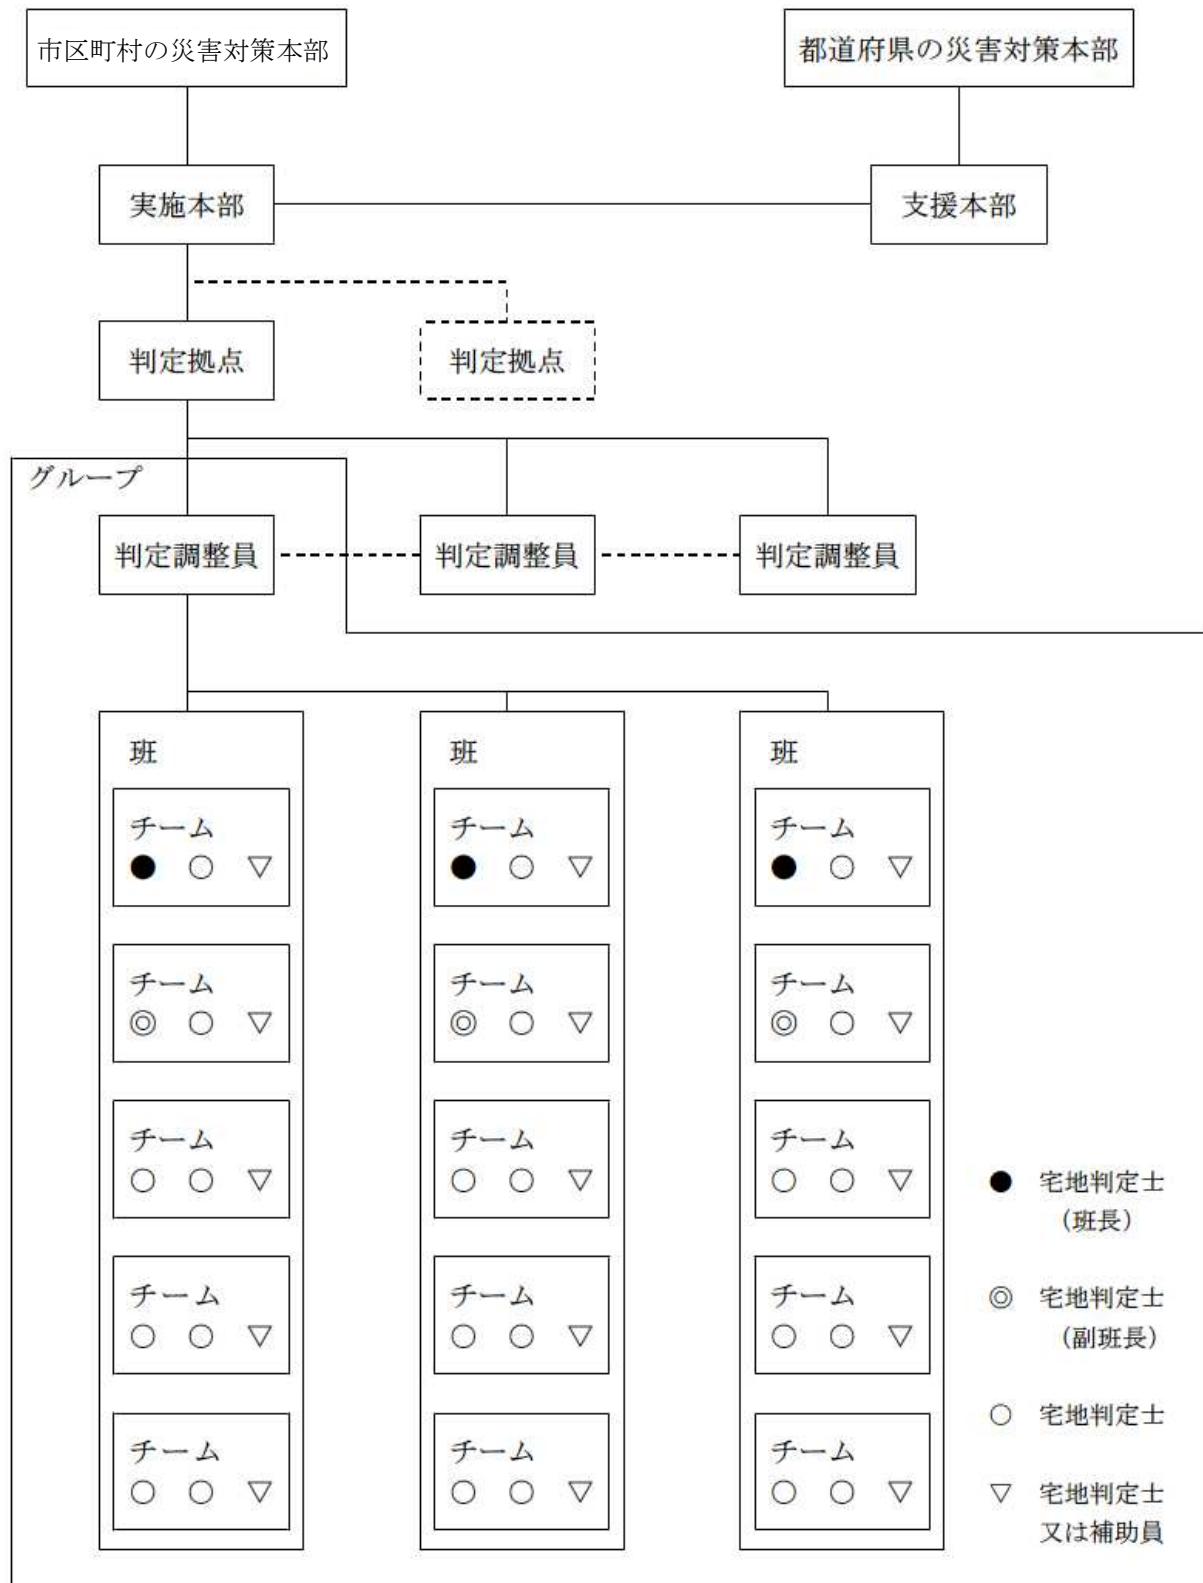 市区町村の災害対策本部
都道府県の災害対策本部
実施本部
支援本部
判定拠点
判定拠点
グループ
判定調整員
判定調整員
判定調整員
班
班
班
チーム
● ○ ▽
チーム
● ○ ▽
チーム
● ○ ▽
チーム
◎ ○ ▽
チーム
◎ ○ ▽
チーム
◎ ○ ▽
チーム
○ ○ ▽
チーム
○ ○ ▽
チーム
○ ○ ▽
チーム
○ ○ ▽
チーム
○ ○ ▽
チーム
○ ○ ▽
チーム
○ ○ ▽
チーム
○ ○ ▽
チーム
○ ○ ▽
● 宅地判定士
（班長）
◎ 宅地判定士
（副班長）
○ 宅地判定士
▽ 宅地判定士
又は補助員